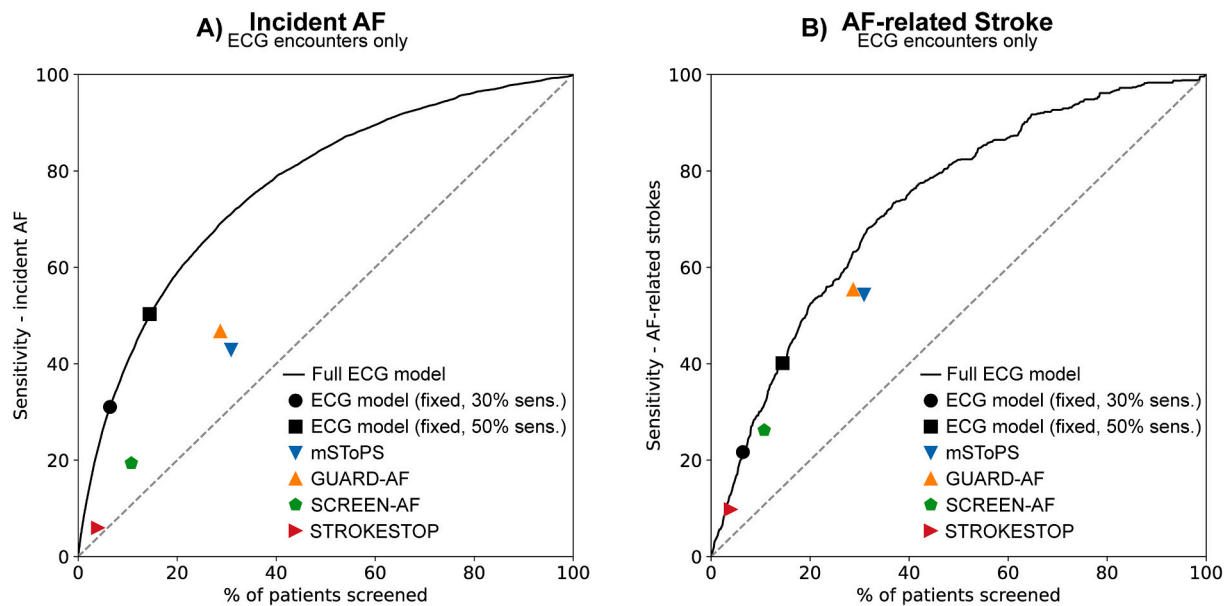 A) Incident AF
ECG encounters only
Sensitivity - incident AF
100
80
60
40
20
0
0 20 40 60 80 100
% of patients screened
Full ECG model
ECG model (fixed, 30% sens.)
ECG model (fixed, 50% sens.)
mSToPS
GUARD-AF
SCREEN-AF
STROKESTOP
B) AF-related Stroke
ECG encounters only
Sensitivity - AF-related strokes
100
80
60
40
20
0
0 20 40 60 80 100
% of patients screened
Full ECG model
ECG model (fixed, 30% sens.)
ECG model (fixed, 50% sens.)
mSToPS
GUARD-AF
SCREEN-AF
STROKESTOP